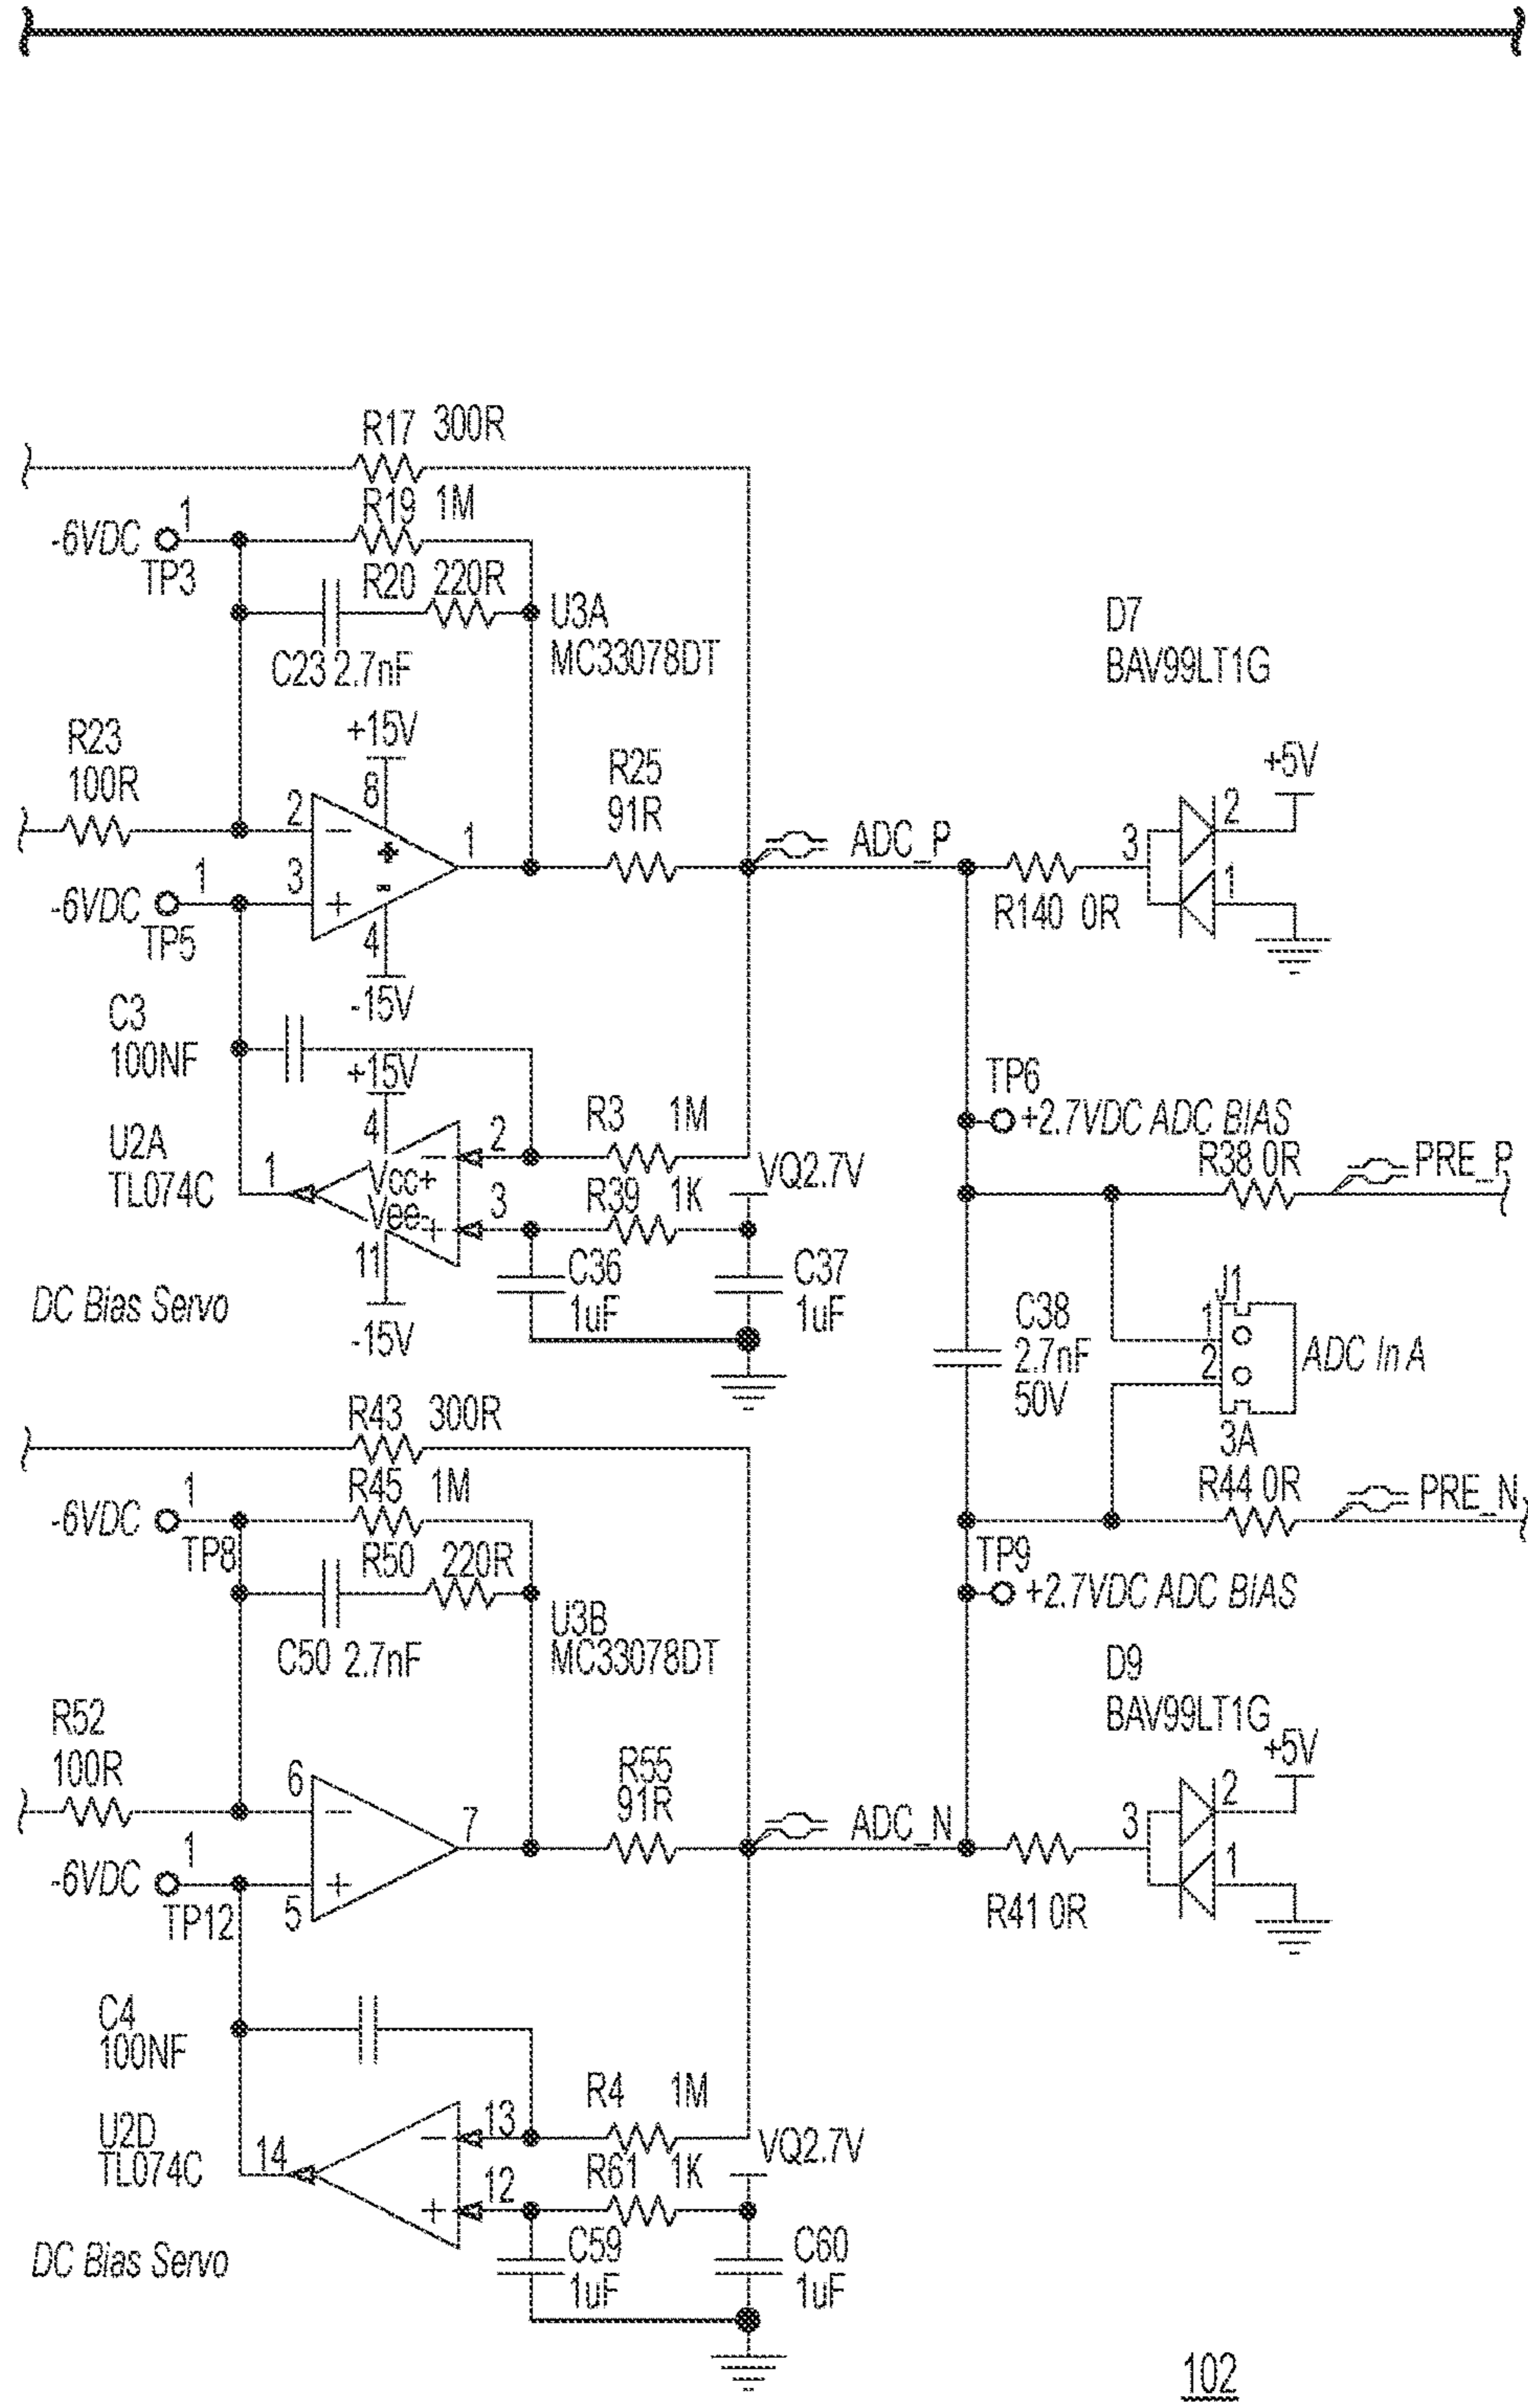 R17 300R
R19 1M
-6VDC 1
TP3
R20 220R
C23 2.7nF
U3A
MC33078DT
D7
BAV99LT1G
R23
100R
+15V
8
2
-
+
-
3
+
1
4
-15V
R25
91R
ADC_P
+5V
3
2
1
R140 0R
-6VDC 1
TP5
C3
100NF
+15V
4
U2A
TL074C
1
Vcc+
Vee-
-
+
2
3
11
-15V
R3 1M
R39 1K
VQ2.7V
C36
1uF
C37
1uF
DC Bias Servo
TP6
+2.7VDC ADC BIAS
R38 0R
PRE_P
C38
2.7nF
50V
J1
1
2
ADC In A
3A
R44 0R
PRE_N
TP9
+2.7VDC ADC BIAS
R43 300R
R45 1M
-6VDC 1
TP8
R50 220R
C50 2.7nF
U3B
MC33078DT
D9
BAV99LT1G
R52
100R
6
-
+
5
7
R55
91R
ADC_N
+5V
3
2
1
R41 0R
-6VDC 1
TP12
C4
100NF
U2D
TL074C
14
-
+
13
12
R4 1M
R61 1K
VQ2.7V
C59
1uF
C60
1uF
DC Bias Servo
102